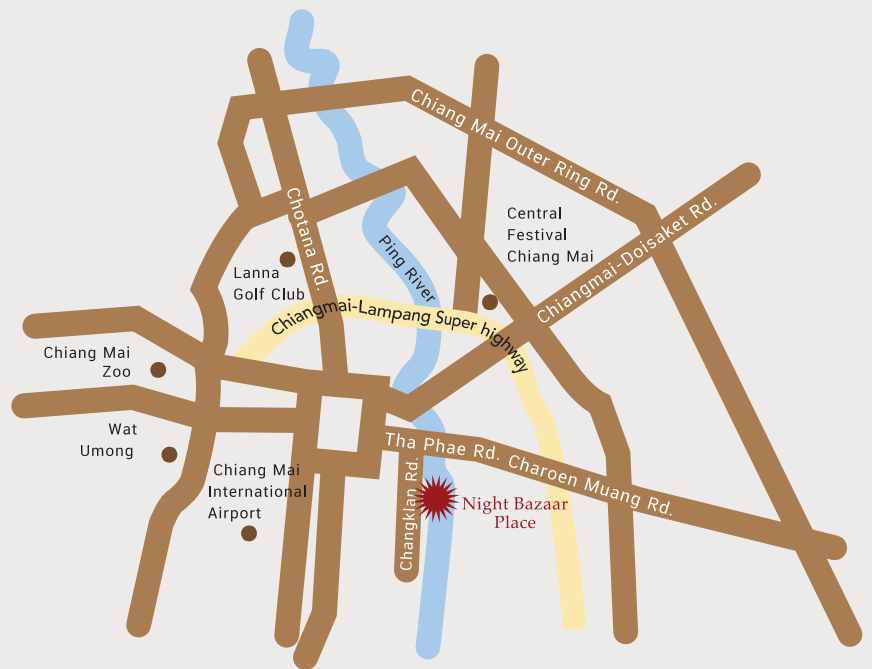 Chiang Mai Outer Ring Rd.
Chotana Rd.
Central
Festival
Chiang Mai
Chiangmai-Doisaket Rd.
Ping River
Lanna
Golf Club
Chiangmai-Lampang Super highway
Chiang Mai
Zoo
Wat
Umong
Tha Phae Rd.
Charoen Muang Rd.
Chiang Mai
International
Airport
Changklan Rd.
Night Bazaar
Place